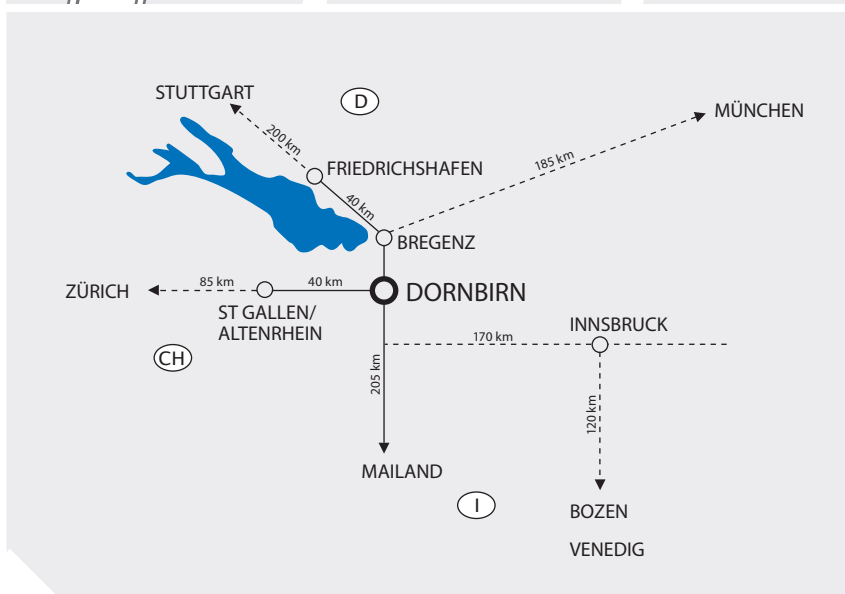 STUTTGART
D
MÜNCHEN
200 km
185 km
FRIEDRICHSHAFEN
40 km
BREGENZ
ZÜRICH
85 km
40 km
DORNBIRN
ST GALLEN/
ALTENRHEIN
INNSBRUCK
170 km
CH
205 km
120 km
MAILAND
I
BOZEN
VENEDIG